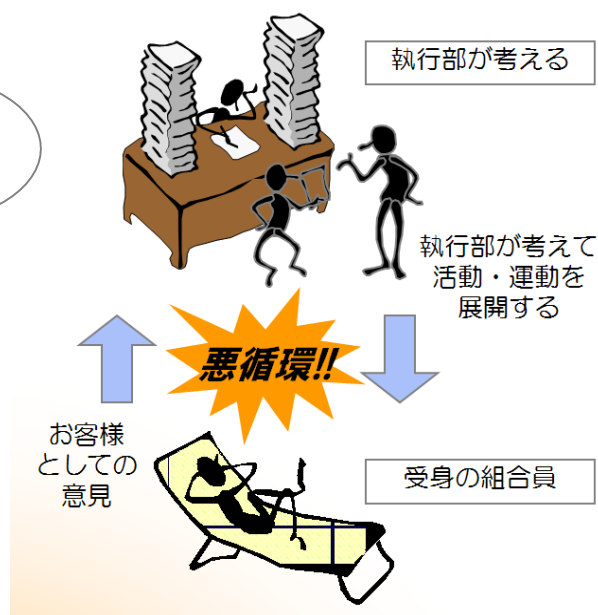 執行部が考える
執行部が考えて
活動・運動を
展開する
悪循環!!
お客様
としての
意見
受身の組合員